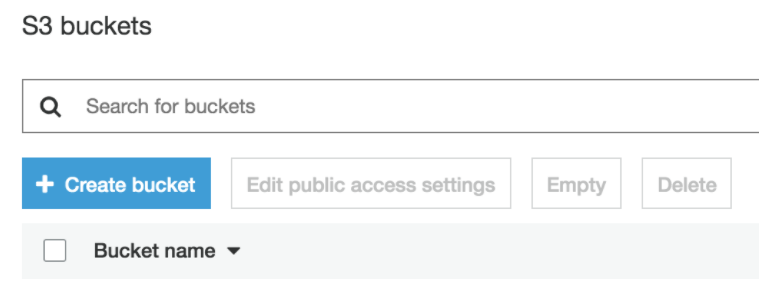 S3 buckets
Search for buckets
+ Create bucket Edit public access settings Empty Delete
Bucket name